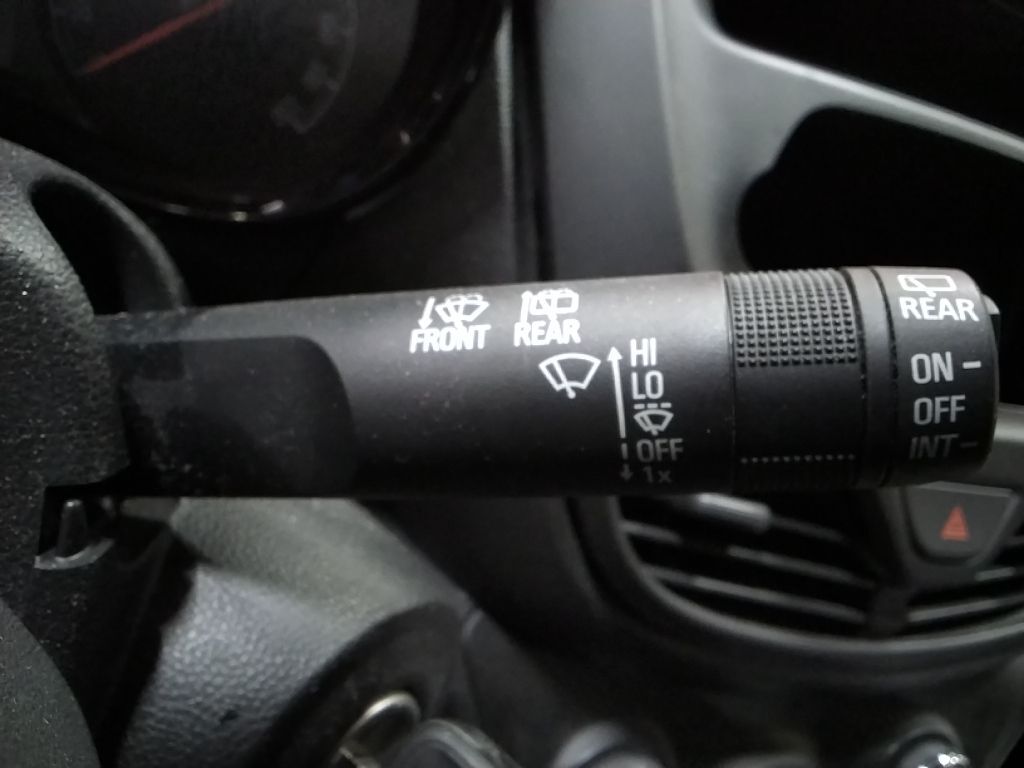 FRONT REAR
HI
LO
OFF
1x
REAR
ON
OFF
INT